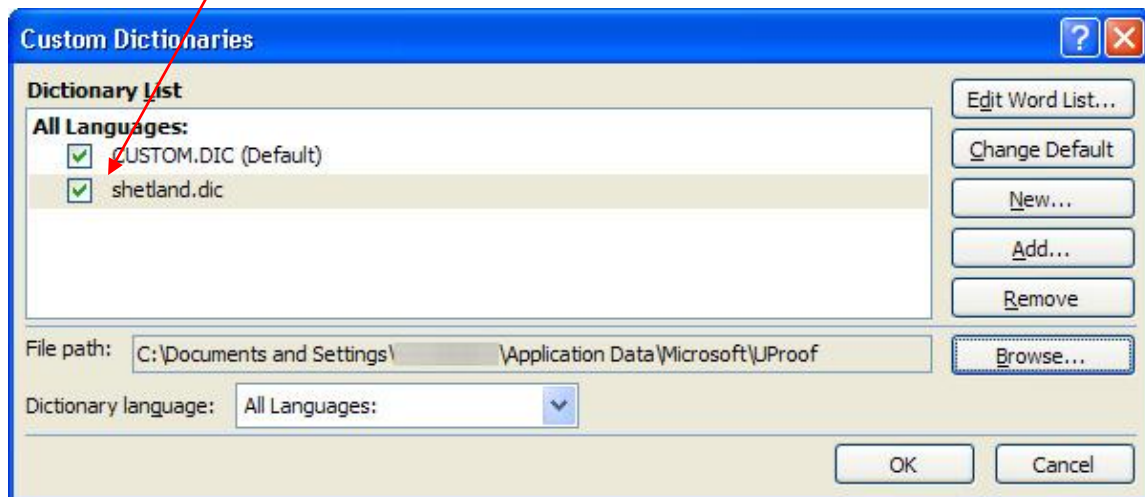 Custom Dictionaries
Dictionary List
All Languages:
CUSTOM.DIC (Default)
shetland.dic
Edit Word List...
Change Default
New...
Add...
Remove
File path: C:\Documents and Settings\ \Application Data\Microsoft\UProof Browse...
Dictionary language: All Languages:
OK Cancel